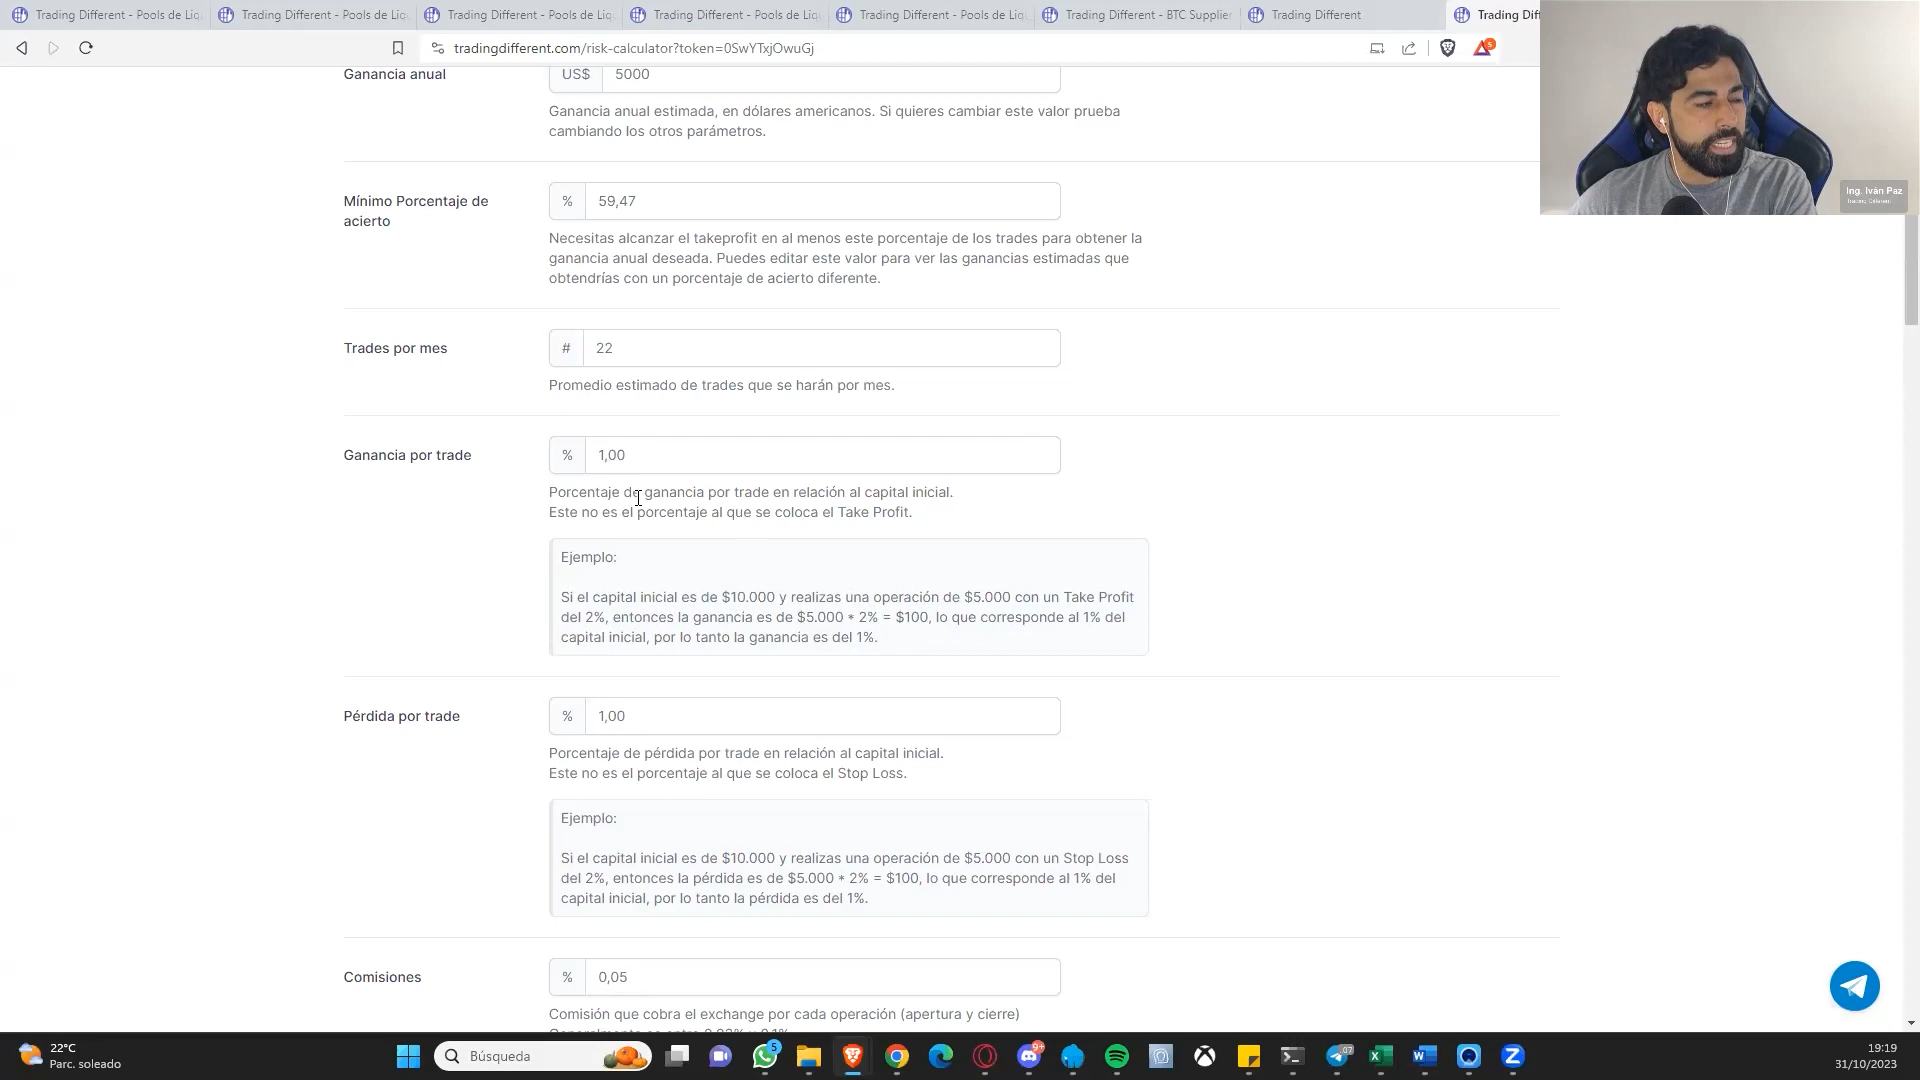 Trading Different - Pools de Liq
Trading Different - Pools de Liq
Trading Different - Pools de Liq
Trading Different - Pools de Liq
Trading Different - Pools de Liq
Trading Different - BTC Supplier
Trading Different
Trading Diff
tradingdifferent.com/risk-calculator?token=0SwYTxjOwuGj
5
Ing. Iván Paz
Trading Different
Ganancia anual
US$ 5000
Ganancia anual estimada, en dólares americanos. Si quieres cambiar este valor prueba
cambiando los otros parámetros.
Mínimo Porcentaje de
acierto
% 59,47
Necesitas alcanzar el takeprofit en al menos este porcentaje de los trades para obtener la
ganancia anual deseada. Puedes editar este valor para ver las ganancias estimadas que
obtendrías con un porcentaje de acierto diferente.
Trades por mes
# 22
Promedio estimado de trades que se harán por mes.
Ganancia por trade
% 1,00
Porcentaje de ganancia por trade en relación al capital inicial.
Este no es el porcentaje al que se coloca el Take Profit.
Ejemplo:
Si el capital inicial es de $10.000 y realizas una operación de $5.000 con un Take Profit
del 2%, entonces la ganancia es de $5.000 * 2% = $100, lo que corresponde al 1% del
capital inicial, por lo tanto la ganancia es del 1%.
Pérdida por trade
% 1,00
Porcentaje de pérdida por trade en relación al capital inicial.
Este no es el porcentaje al que se coloca el Stop Loss.
Ejemplo:
Si el capital inicial es de $10.000 y realizas una operación de $5.000 con un Stop Loss
del 2%, entonces la pérdida es de $5.000 * 2% = $100, lo que corresponde al 1% del
capital inicial, por lo tanto la pérdida es del 1%.
Comisiones
% 0,05
Comisión que cobra el exchange por cada operación (apertura y cierre)
22°C
Parc. soleado
Búsqueda
5
9+
07
19:19
31/10/2023